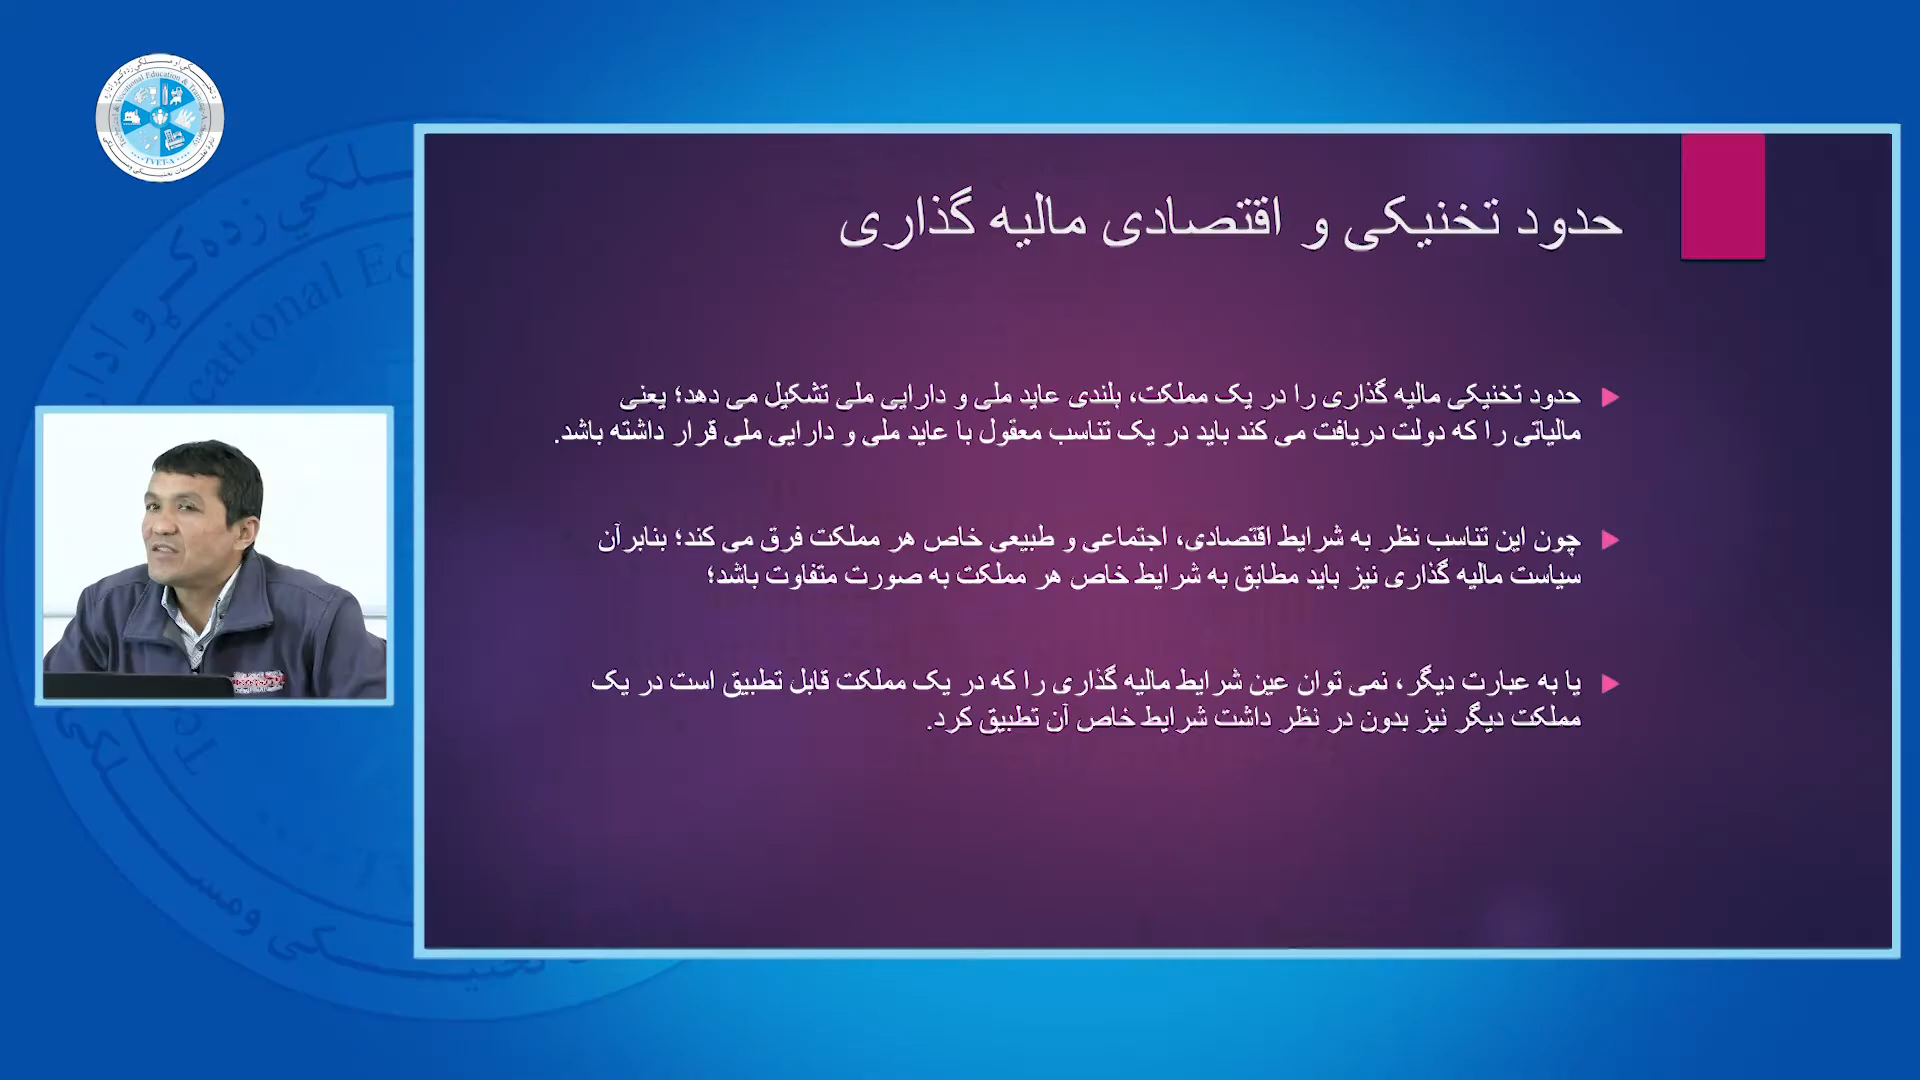 حدود تخنیکی و اقتصادی مالیه گذاری
حدود تخنیکی مالیه گذاری را در یک مملکت، بلندی عاید ملی و دارایی ملی تشکیل می دهد؛ یعنی
مالیاتی را که دولت دریافت می کند باید در یک تناسب معقول با عاید ملی و دارایی ملی قرار داشته باشد.
چون این تناسب نظر به شرایط اقتصادی، اجتماعی و طبیعی خاص هر مملکت فرق می کند؛ بنابرآن
سیاست مالیه گذاری نیز باید مطابق به شرایط خاص هر مملکت به صورت متفاوت باشد؛
یا به عبارت دیگر، نمی توان عین شرایط مالیه گذاری را که در یک مملکت قابل تطبیق است در یک
مملکت دیگر نیز بدون در نظر داشت شرایط خاص آن تطبیق کرد.
TVET-A